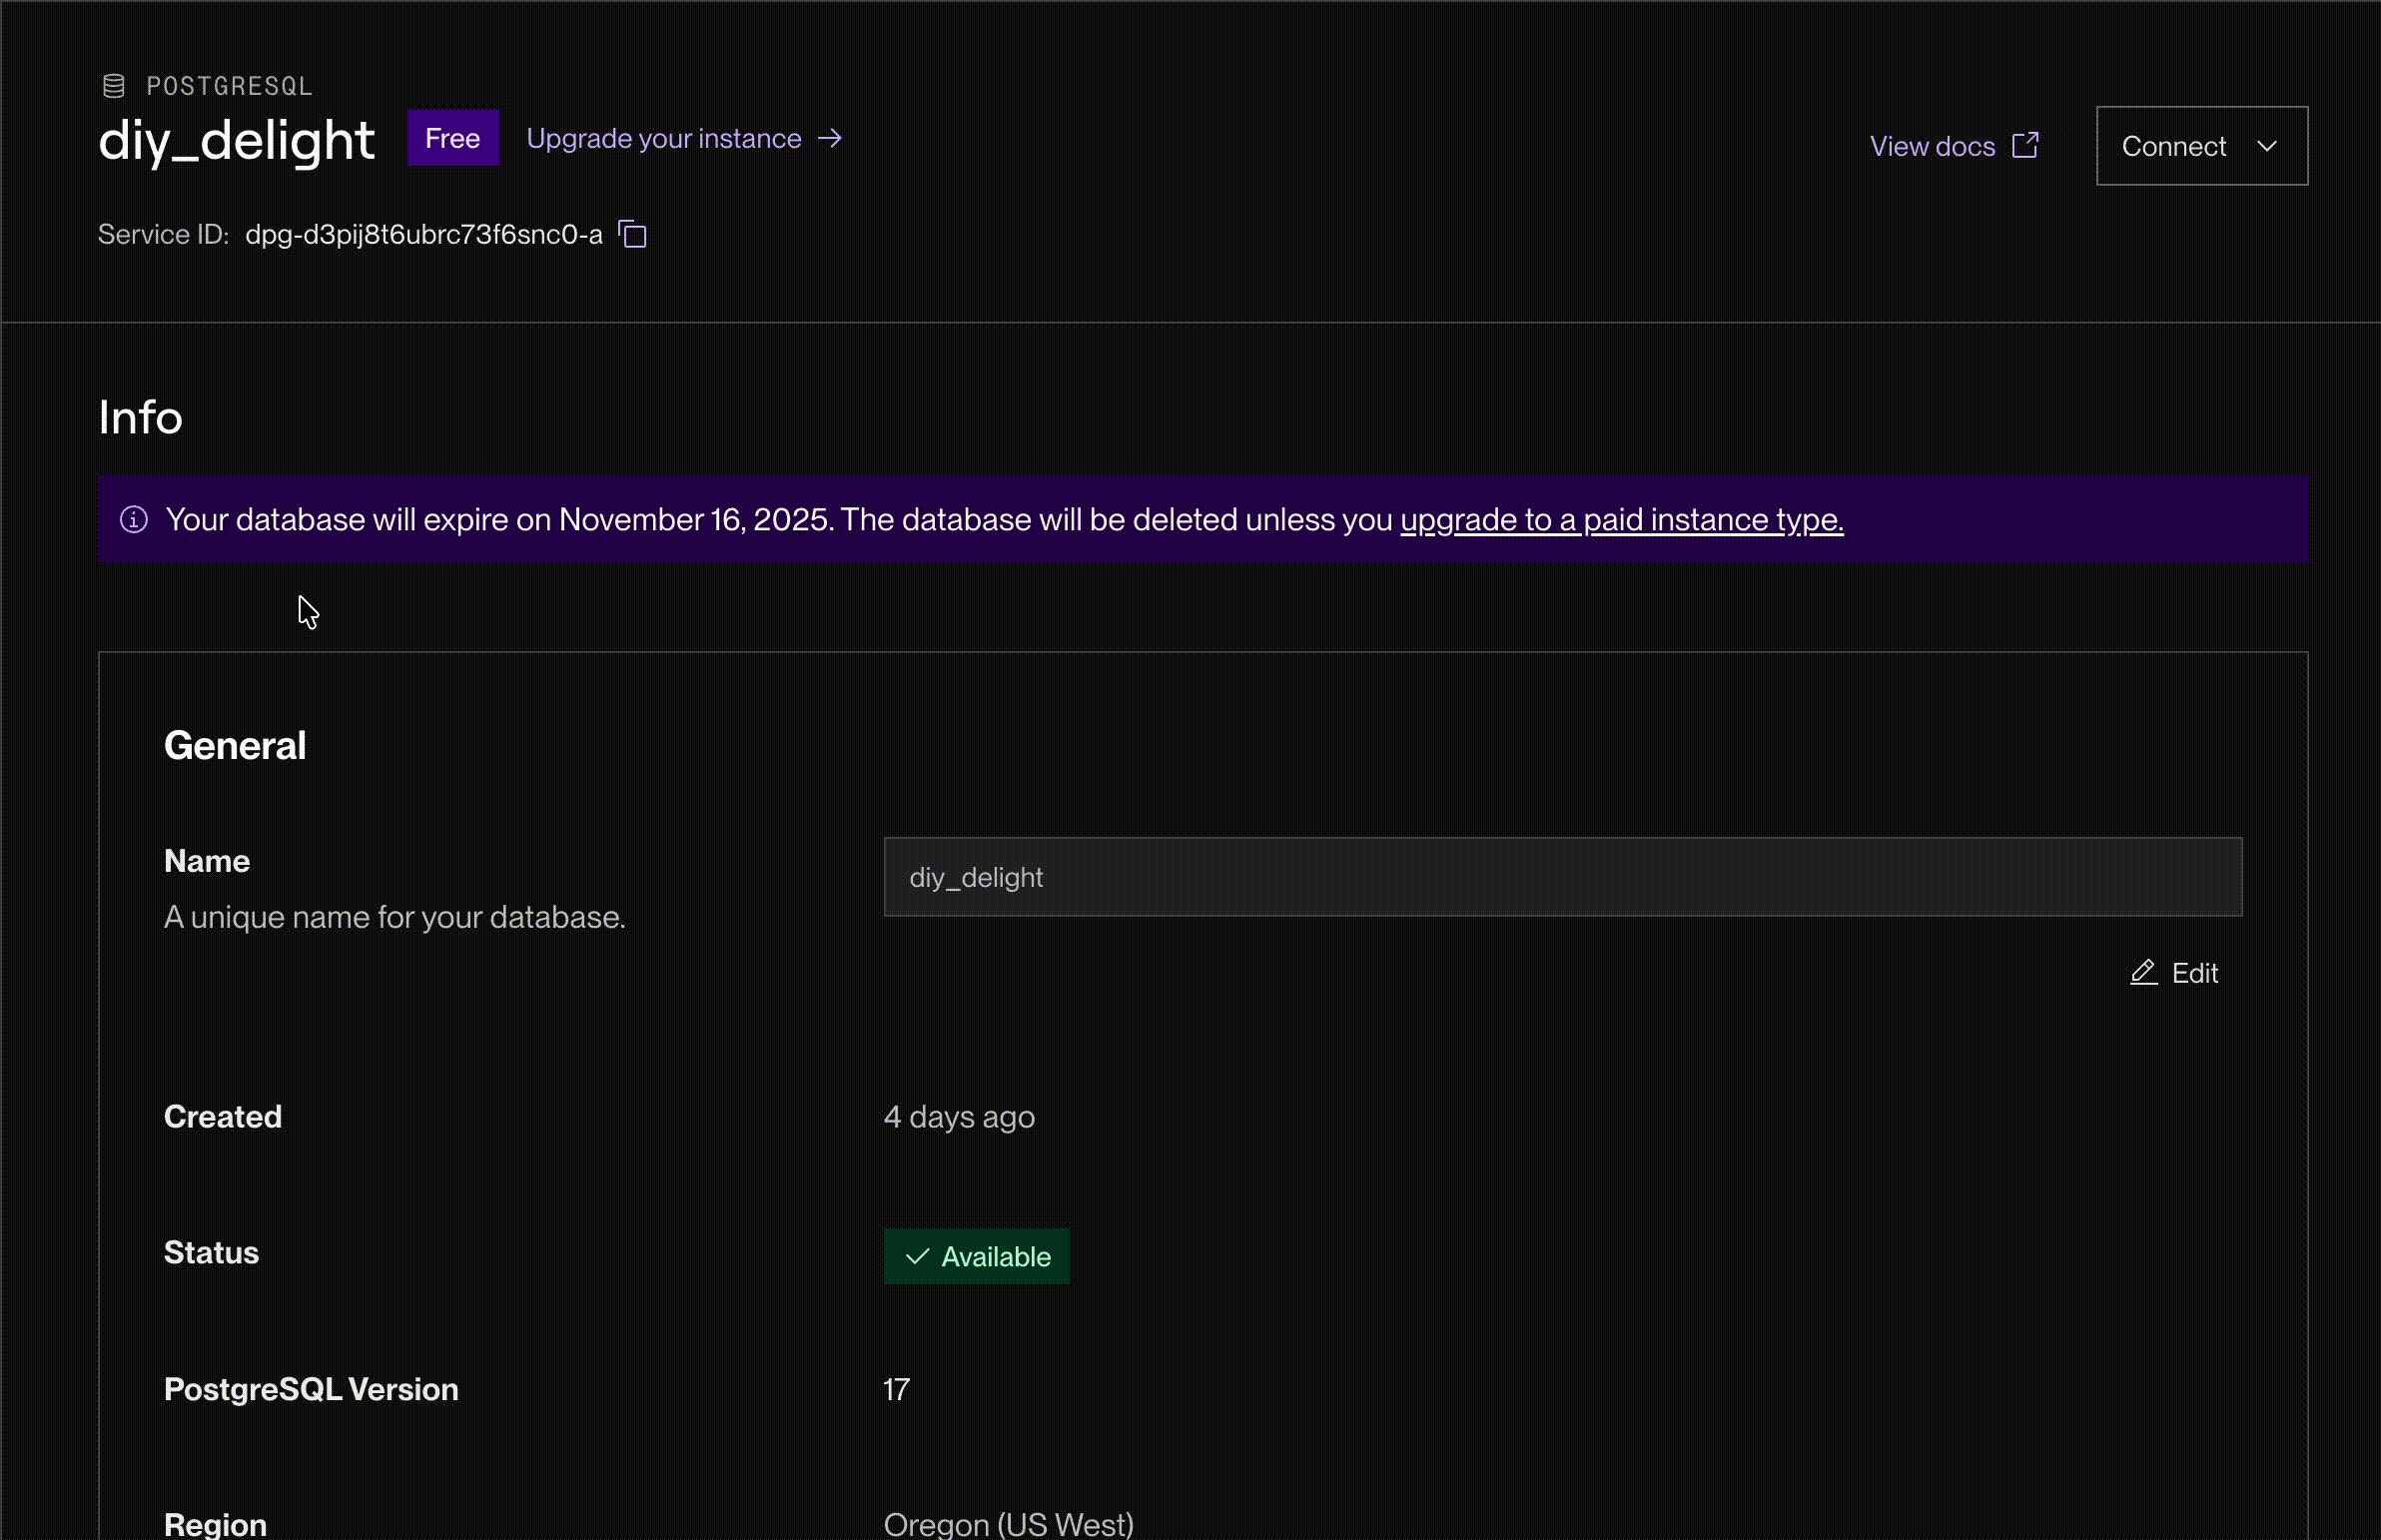 POSTGRESQL
diy_delight Free Upgrade your instance →
View docs Connect
Service ID: dpg-d3pij8t6ubrc73f6snc0-a
Info
Your database will expire on November 16, 2025. The database will be deleted unless you upgrade to a paid instance type.
General
Name
diy_delight
A unique name for your database.
Edit
Created 4 days ago
Status Available
PostgreSQL Version 17
Region Oregon (US West)